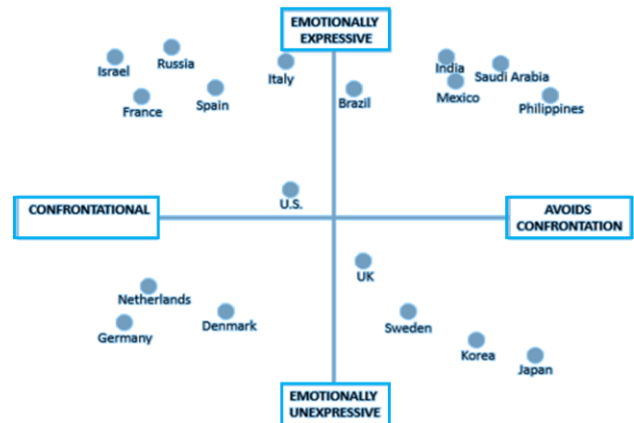 EMOTIONALLY
EXPRESSIVE
Israel
Russia
Italy
India
Saudi Arabia
France
Spain
Brazil
Mexico
Philippines
U.S.
CONFRONTATIONAL
AVOIDS
CONFRONTATION
UK
Netherlands
Denmark
Germany
Sweden
Korea
Japan
EMOTIONALLY
UNEXPRESSIVE